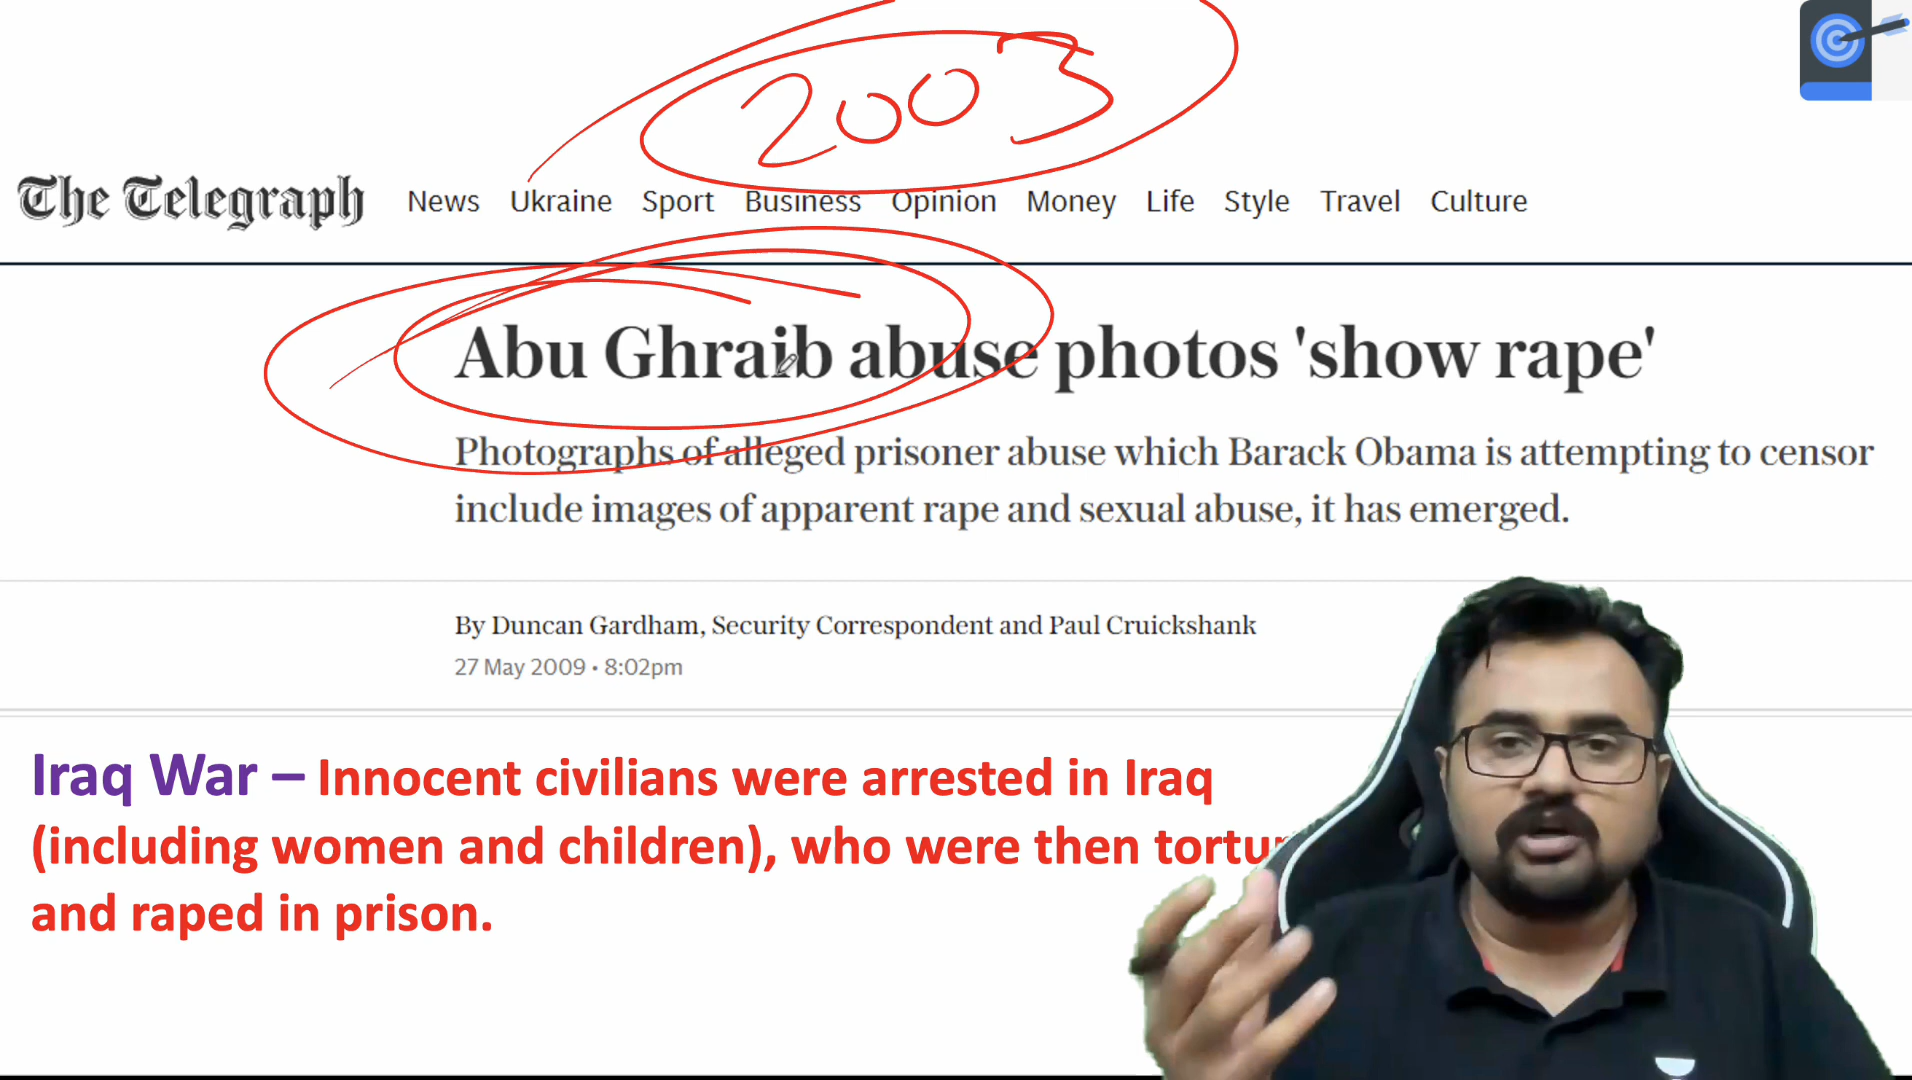 2003
The Telegraph News Ukraine Sport Business Opinion Money Life Style Travel Culture
Abu Ghraib abuse photos 'show rape'
Photographs of alleged prisoner abuse which Barack Obama is attempting to censor
include images of apparent rape and sexual abuse, it has emerged.
By Duncan Gardham, Security Correspondent and Paul Cruickshank
27 May 2009 • 8:02pm
Iraq War – Innocent civilians were arrested in Iraq
(including women and children), who were then
and raped in prison.